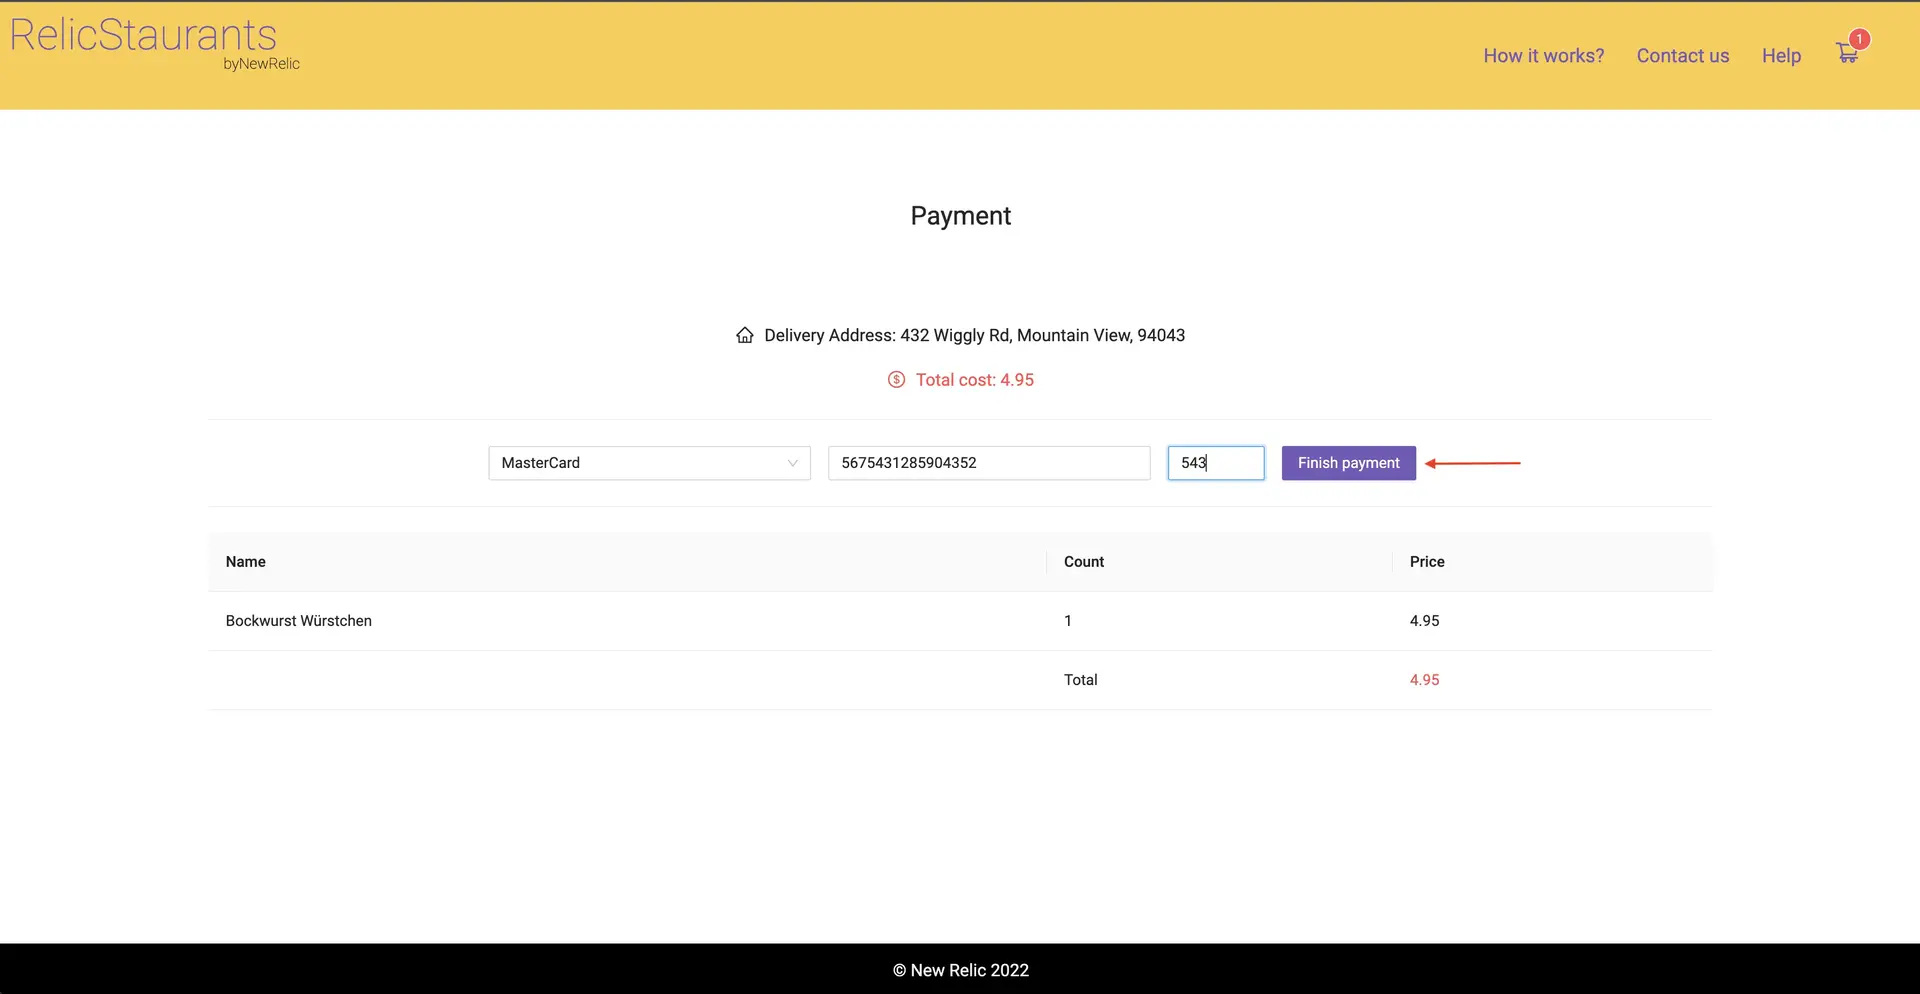 RelicStaurants
byNewRelic
How it works? Contact us Help 1
Payment
Delivery Address: 432 Wiggly Rd, Mountain View, 94043
$ Total cost: 4.95
MasterCard 5675431285904352 543 Finish payment
Name Count Price
Bockwurst Würstchen 1 4.95
Total 4.95
© New Relic 2022